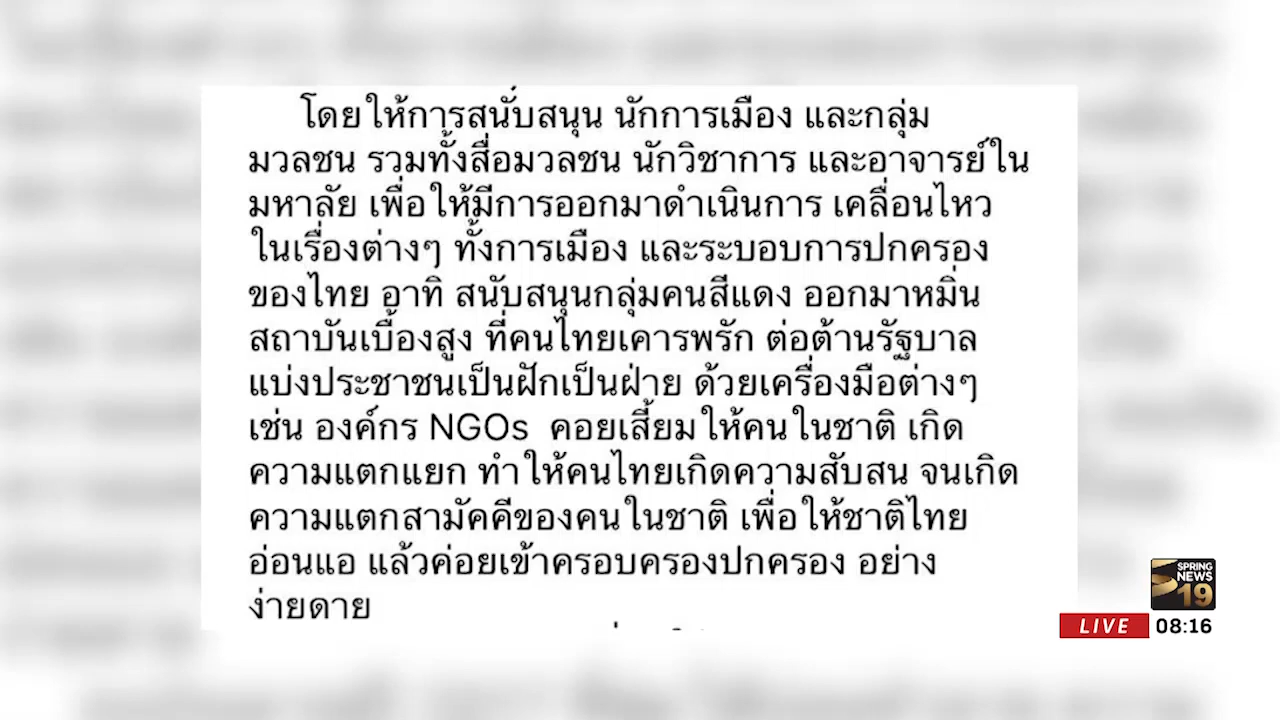 โดยให้การสนับสนุน นักการเมือง และกลุ่ม
มวลชน รวมทั้งสื่อมวลชน นักวิชาการ และอาจารย์ใน
มหาลัย เพื่อให้มีการออกมาดำเนินการ เคลื่อนไหว
ในเรื่องต่างๆ ทั้งการเมือง และระบอบการปกครอง
ของไทย อาทิ สนับสนุนกลุ่มคนสีแดง ออกมาหมิ่น
สถาบันเบื้องสูง ที่คนไทยเคารพรัก ต่อต้านรัฐบาล
แบ่งประชาชนเป็นฝักเป็นฝ่าย ด้วยเครื่องมือต่างๆ
เช่น องค์กร NGOs คอยเสี้ยมให้คนในชาติ เกิด
ความแตกแยก ทำให้คนไทยเกิดความสับสน จนเกิด
ความแตกสามัคคีของคนในชาติ เพื่อให้ชาติไทย
อ่อนแอ แล้วค่อยเข้าครอบครองปกครอง อย่าง
ง่ายดาย
SPRING
NEWS
19
LIVE 08:16